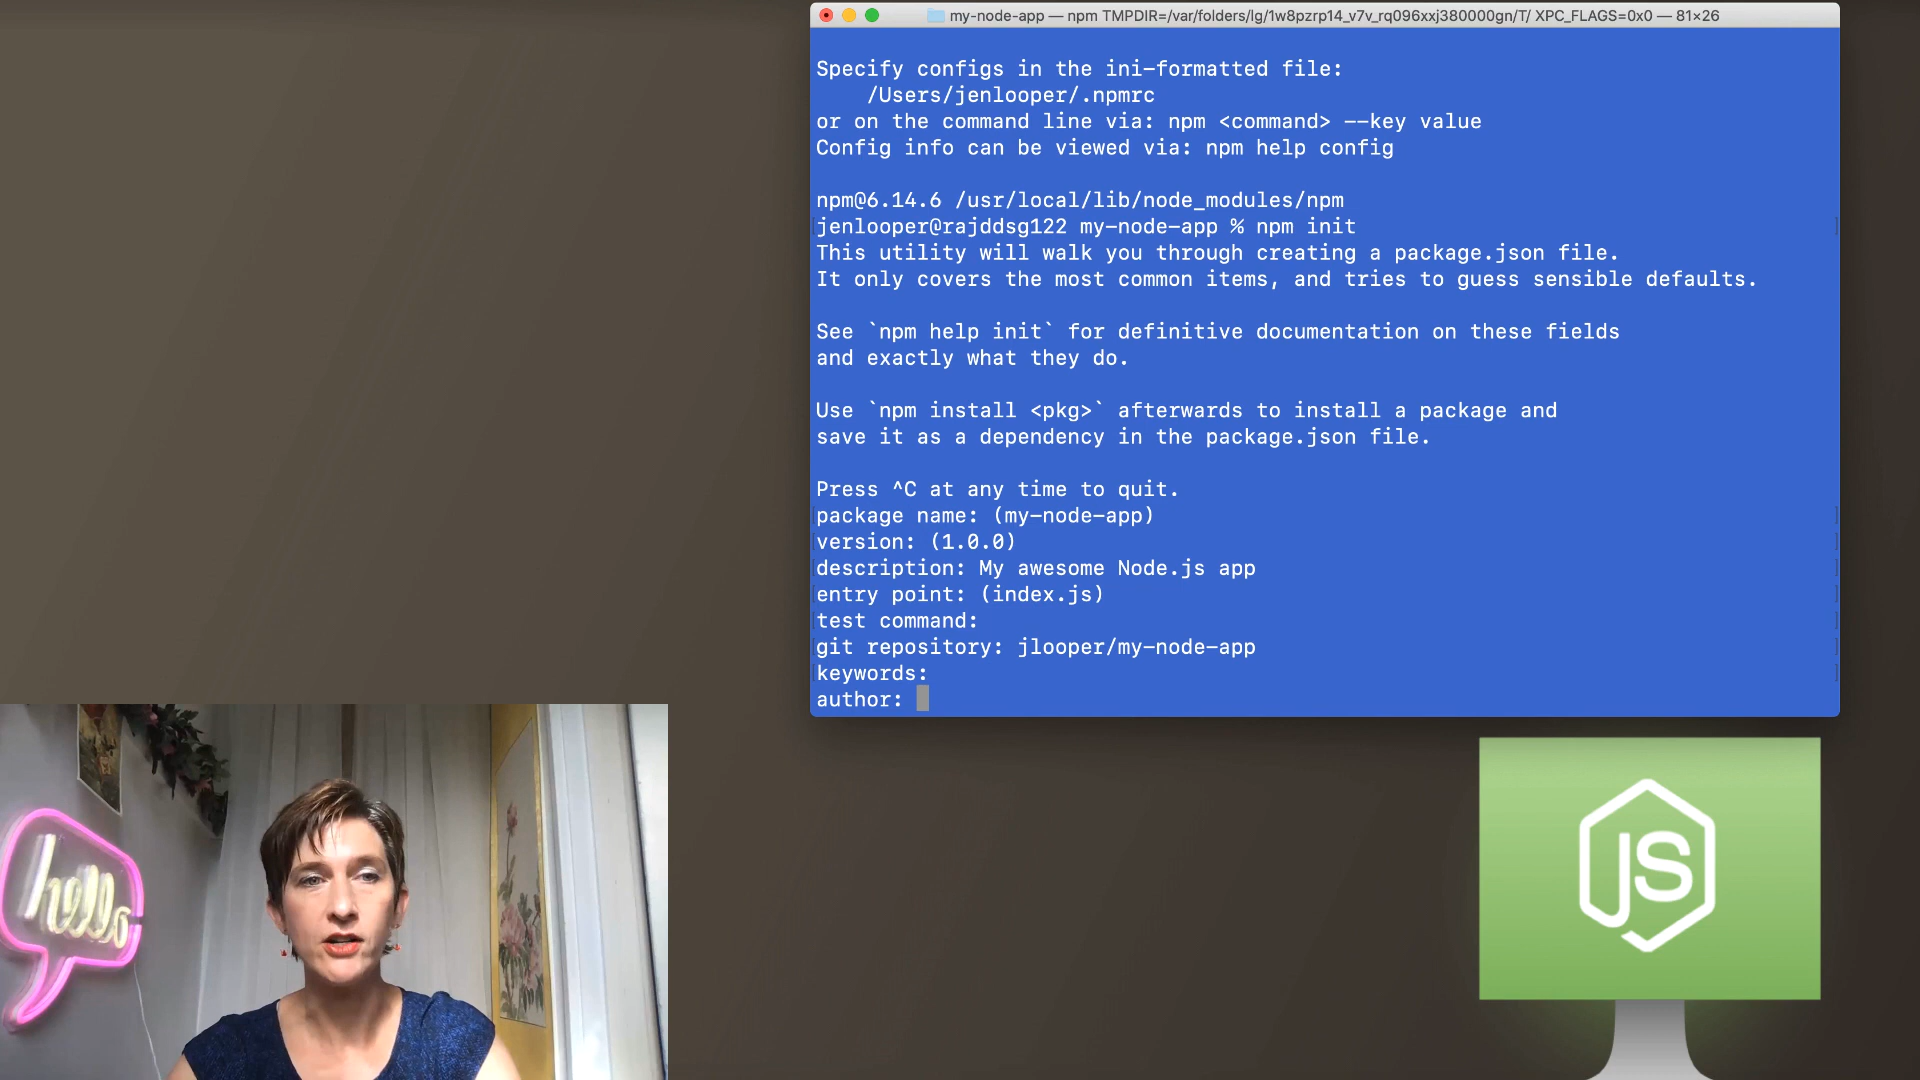 my-node-app — npm TMPDIR=/var/folders/lg/1w8pzrp14_v7v_rq096xxj380000gn/T/ XPC_FLAGS=0x0 — 81×26
Specify configs in the ini-formatted file:
/Users/jenlooper/.npmrc
or on the command line via: npm <command> --key value
Config info can be viewed via: npm help config
npm@6.14.6 /usr/local/lib/node_modules/npm
jenlooper@rajddsg122 my-node-app % npm init
This utility will walk you through creating a package.json file.
It only covers the most common items, and tries to guess sensible defaults.
See `npm help init` for definitive documentation on these fields
and exactly what they do.
Use `npm install <pkg>` afterwards to install a package and
save it as a dependency in the package.json file.
Press ^C at any time to quit.
package name: (my-node-app)
version: (1.0.0)
description: My awesome Node.js app
entry point: (index.js)
test command:
git repository: jlooper/my-node-app
keywords:
author:
hello
JS